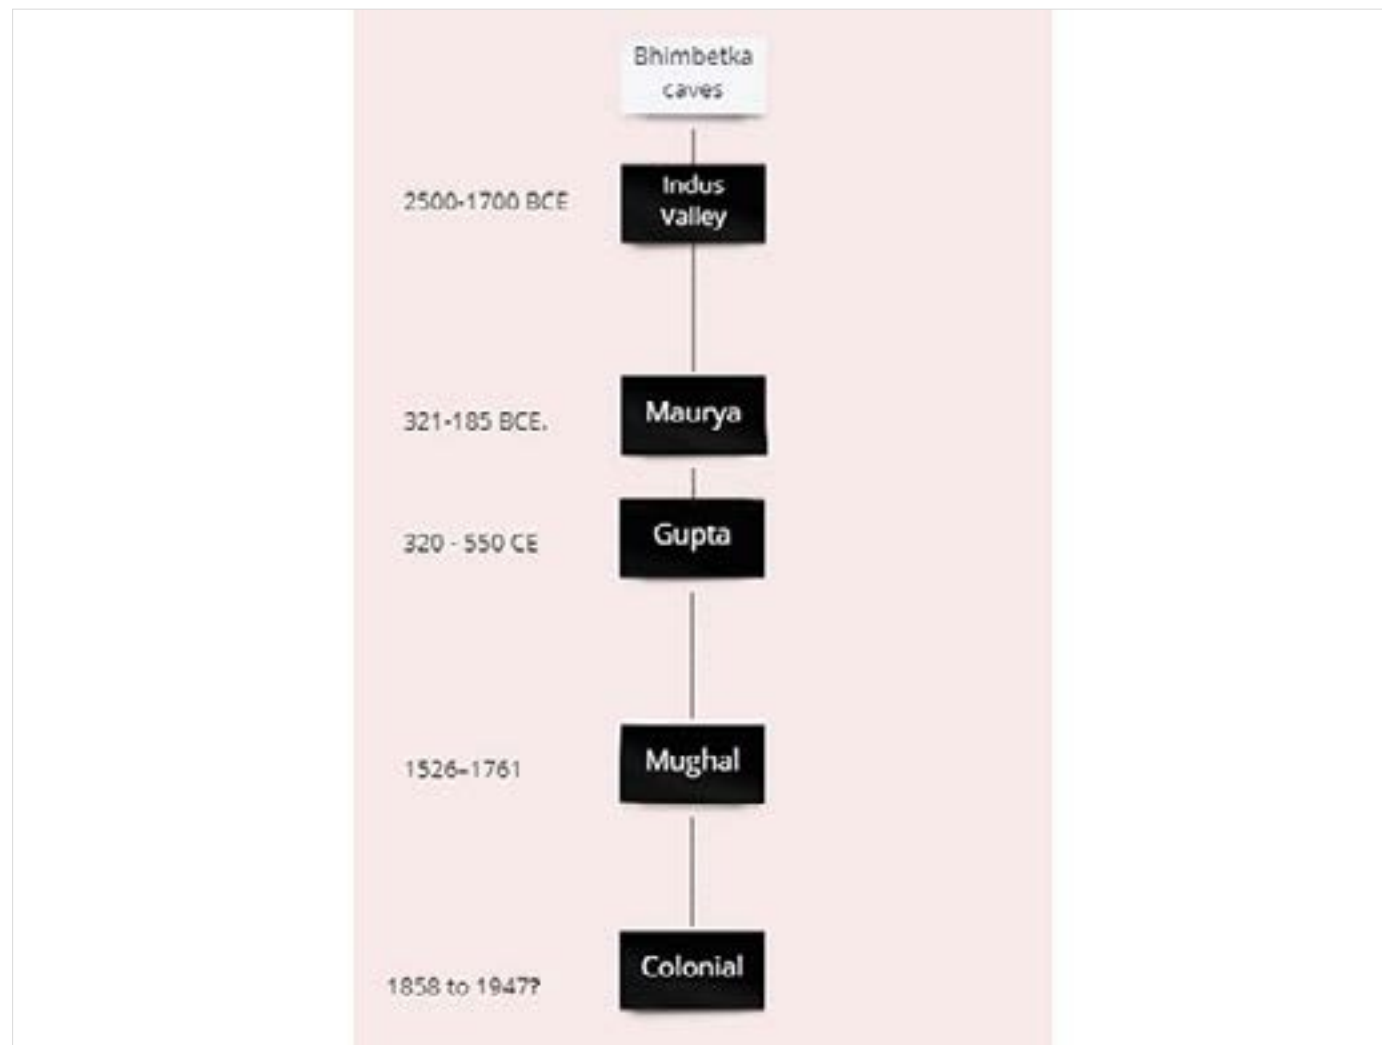 Bhimbetka
caves
2500-1700 BCE
Indus
Valley
321-185 BCE.
Maurya
320 - 550 CE
Gupta
1526–1761
Mughal
1858 to 1947?
Colonial